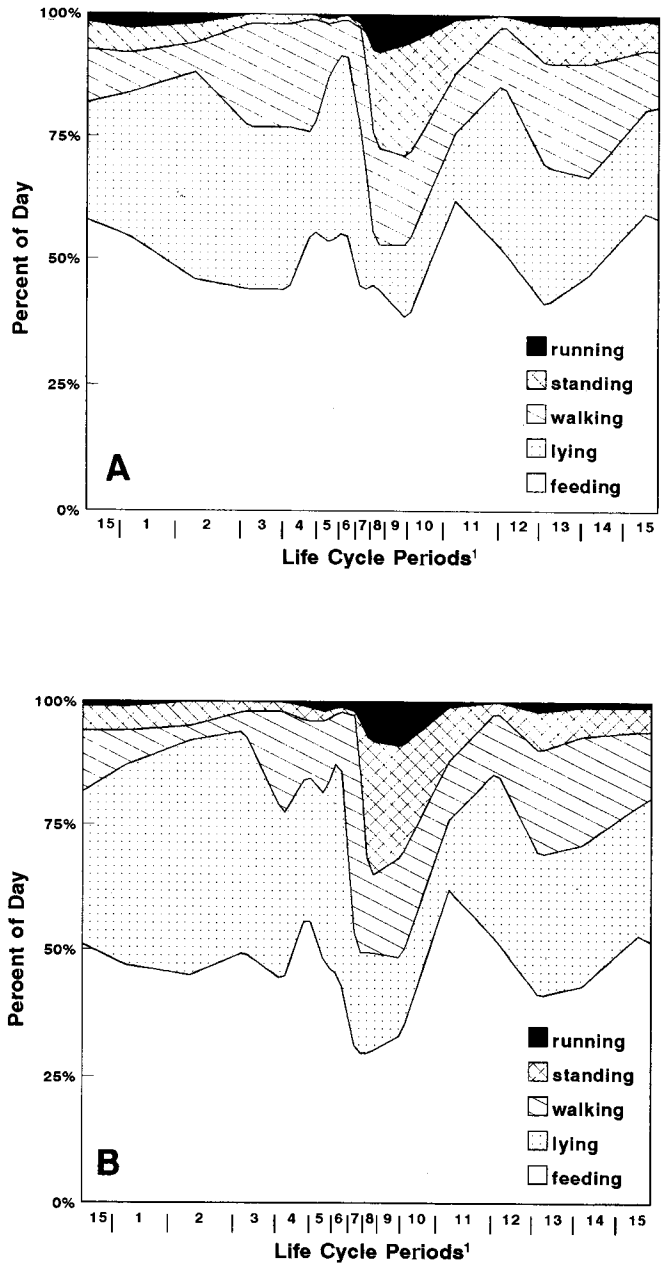 100%
75%
50%
25%
0%
Percent of Day
A
running
standing
walking
lying
feeding
15 1 2 3 4 5 6 7 8 9 10 11 12 13 14 15
Life Cycle Periods¹
100%
75%
50%
25%
0%
Peroent of Day
B
running
standing
walking
lying
feeding
15 1 2 3 4 5 6 7 8 9 10 11 12 13 14 15
Life Cycle Periods¹